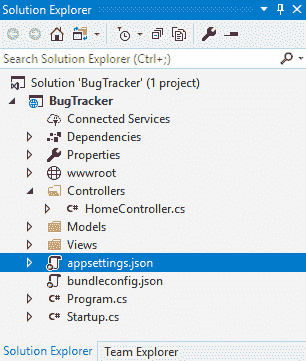 Solution Explorer
Search Solution Explorer (Ctrl+;)
Solution 'BugTracker' (1 project)
BugTracker
Connected Services
Dependencies
Properties
wwwroot
Controllers
C# HomeController.cs
Models
Views
appsettings.json
bundleconfig.json
C# Program.cs
C# Startup.cs
Solution Explorer Team Explorer